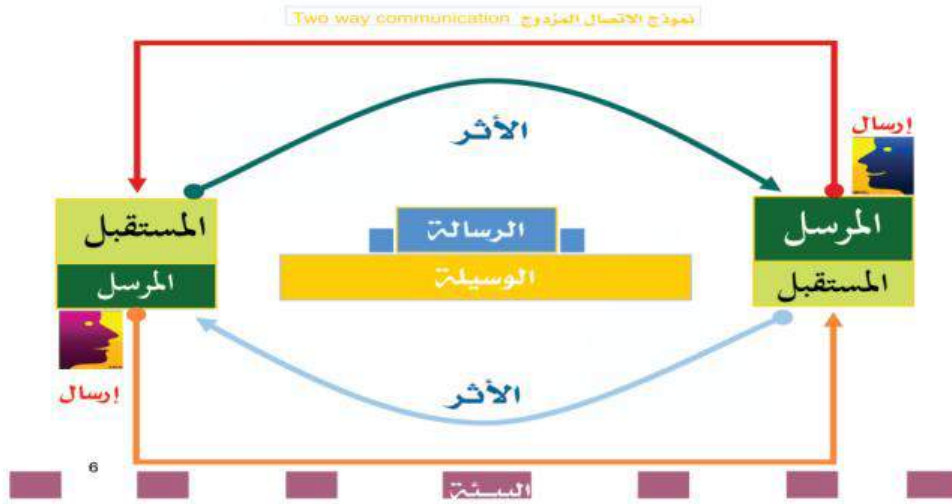 نموذج الاتصال المزدوج Two way communication
إرسال
الأثر
المرسل
المستقبل
الرسالة
الوسيلة
المستقبل
المرسل
إرسال
الأثر
6
البيئة